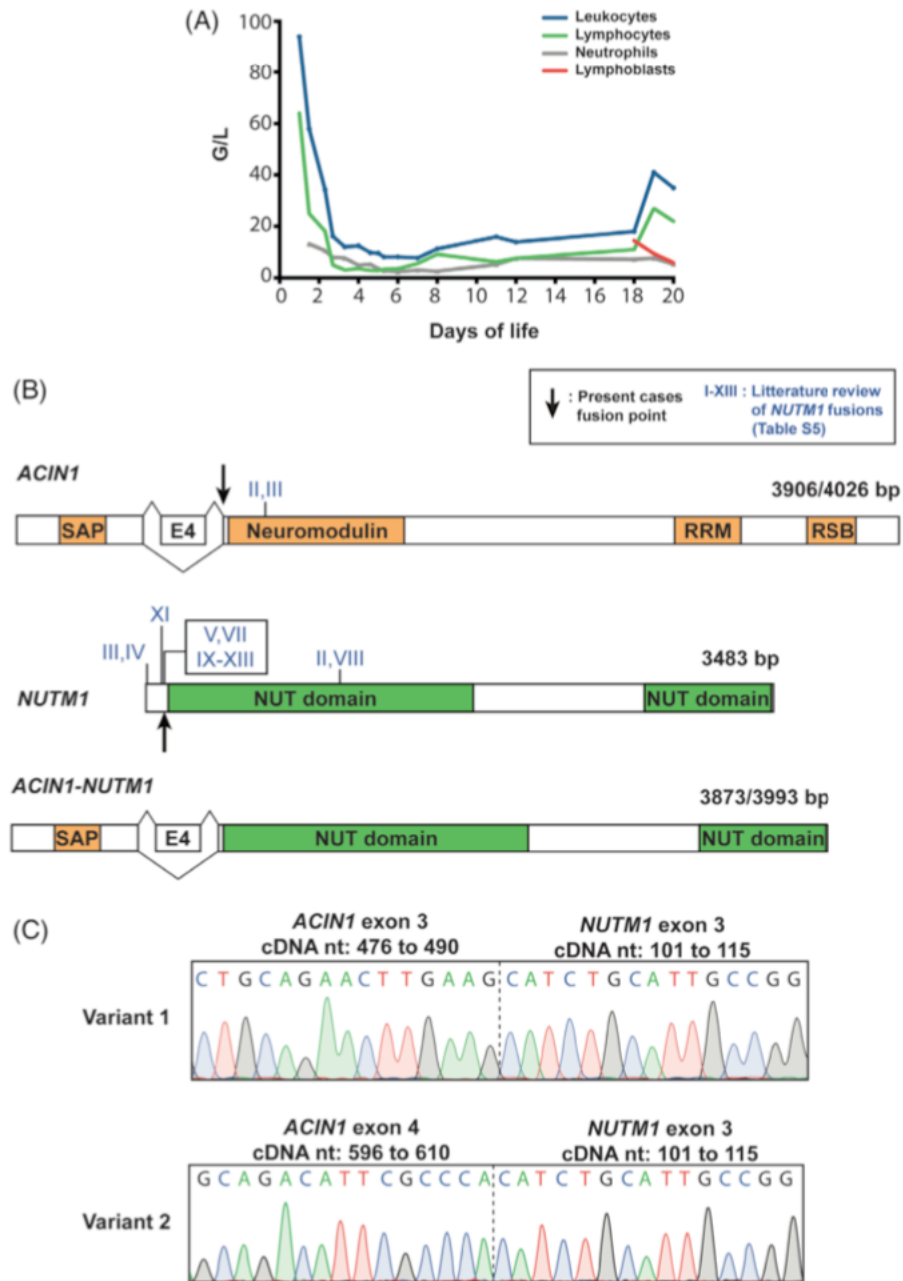 (A)
Leukocytes
Lymphocytes
Neutrophils
Lymphoblasts
G/L
100
80
60
40
20
0
0 2 4 6 8 10 12 14 16 18 20
Days of life
(B)
: Present cases fusion point
I-XIII : Litterature review of NUTM1 fusions (Table S5)
ACIN1
II,III
3906/4026 bp
SAP E4 Neuromodulin RRM RSB
XI
V,VII
IX-XIII
III,IV
II,VIII
3483 bp
NUTM1
NUT domain NUT domain
ACIN1-NUTM1
3873/3993 bp
SAP E4 NUT domain NUT domain
(C)
ACIN1 exon 3
cDNA nt: 476 to 490
NUTM1 exon 3
cDNA nt: 101 to 115
C T G C A G A A C T T G A A G C A T C T G C A T T G C C G G
Variant 1
ACIN1 exon 4
cDNA nt: 596 to 610
NUTM1 exon 3
cDNA nt: 101 to 115
G C A G A C A T T C G C C C A C A T C T G C A T T G C C G G
Variant 2